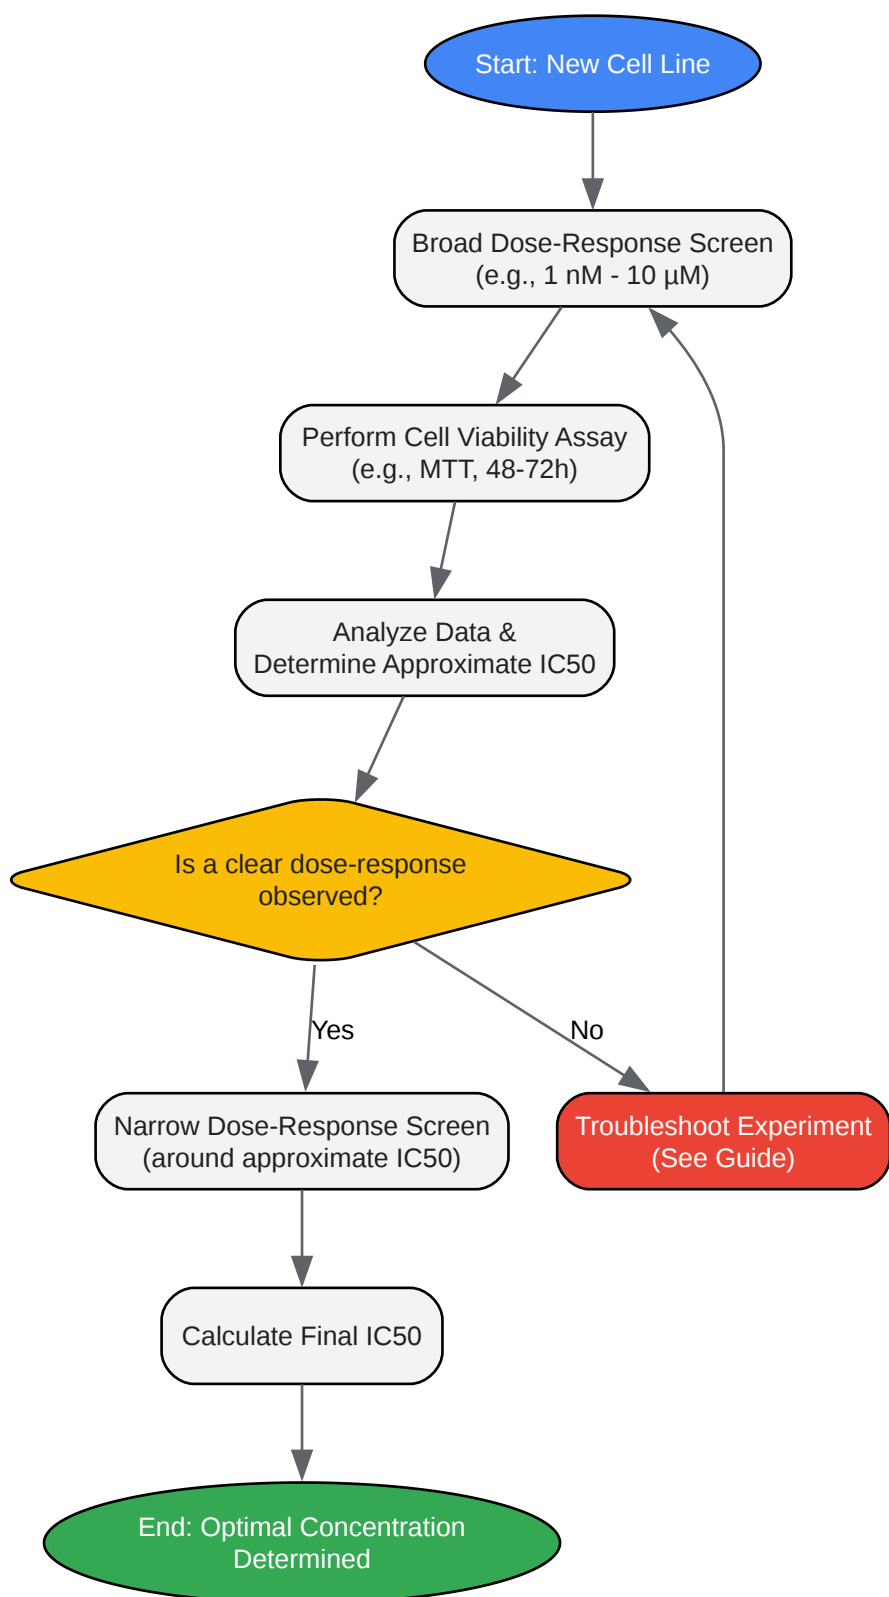 Start: New Cell Line
Broad Dose-Response Screen
(e.g., 1 nM - 10 µM)
Perform Cell Viability Assay
(e.g., MTT, 48-72h)
Analyze Data &
Determine Approximate IC50
Is a clear dose-response
observed?
Yes
No
Narrow Dose-Response Screen
(around approximate IC50)
Troubleshoot Experiment
(See Guide)
Calculate Final IC50
End: Optimal Concentration
Determined